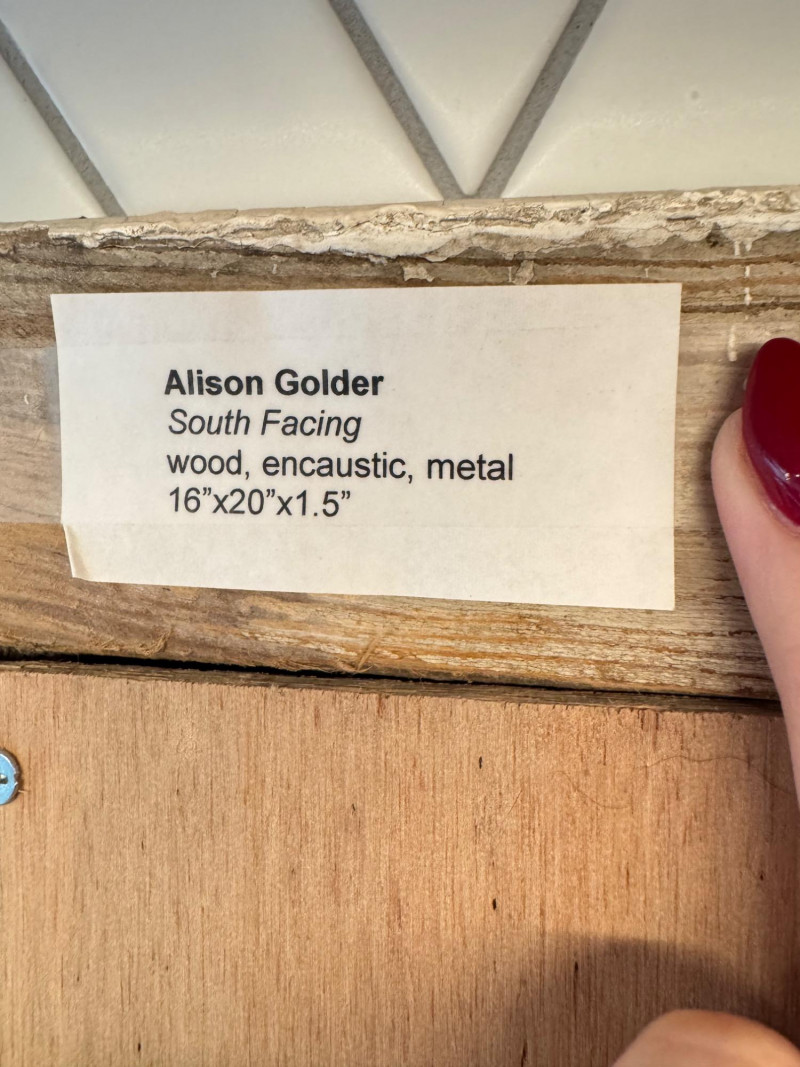 Alison Golder
South Facing
wood, encaustic, metal
16”x20”x1.5”